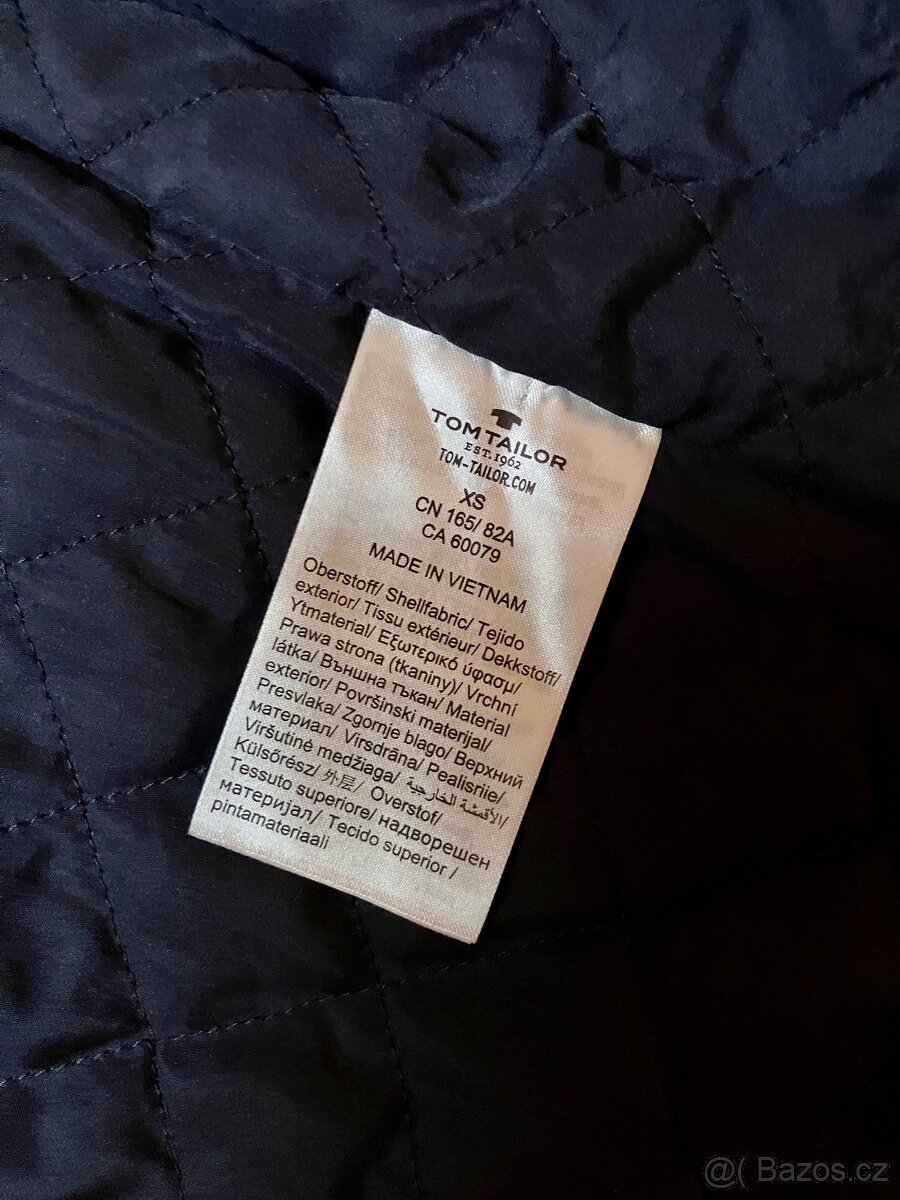 TOM TAILOR
EST. 1962
TOM-TAILOR.COM
XS
CN 165/ 82A
CA 60079
MADE IN VIETNAM
Oberstoff/ Shellfabric/ Tejido
exterior/ Tissu extérieur/ Dekkstoff/
Ytmaterial/ Εξωτερικό ύφασμ/
Prawa strona (tkaniny)/ Vrchní
látka/ Външна тъкан/ Material
exterior/ Površinski materijal/
Presvlaka/ Zgornje blago/ Верхний
материал/ Virsdrāna/ Pealisriie/
Viršutinė medžiaga/ الأقمشة الخارجية/
Külsőrész/ 外层/ Overstof/
Tessuto superiore/ надворешен
материјал/ Tecido superior /
pintamateriaali
@( Bazos.cz